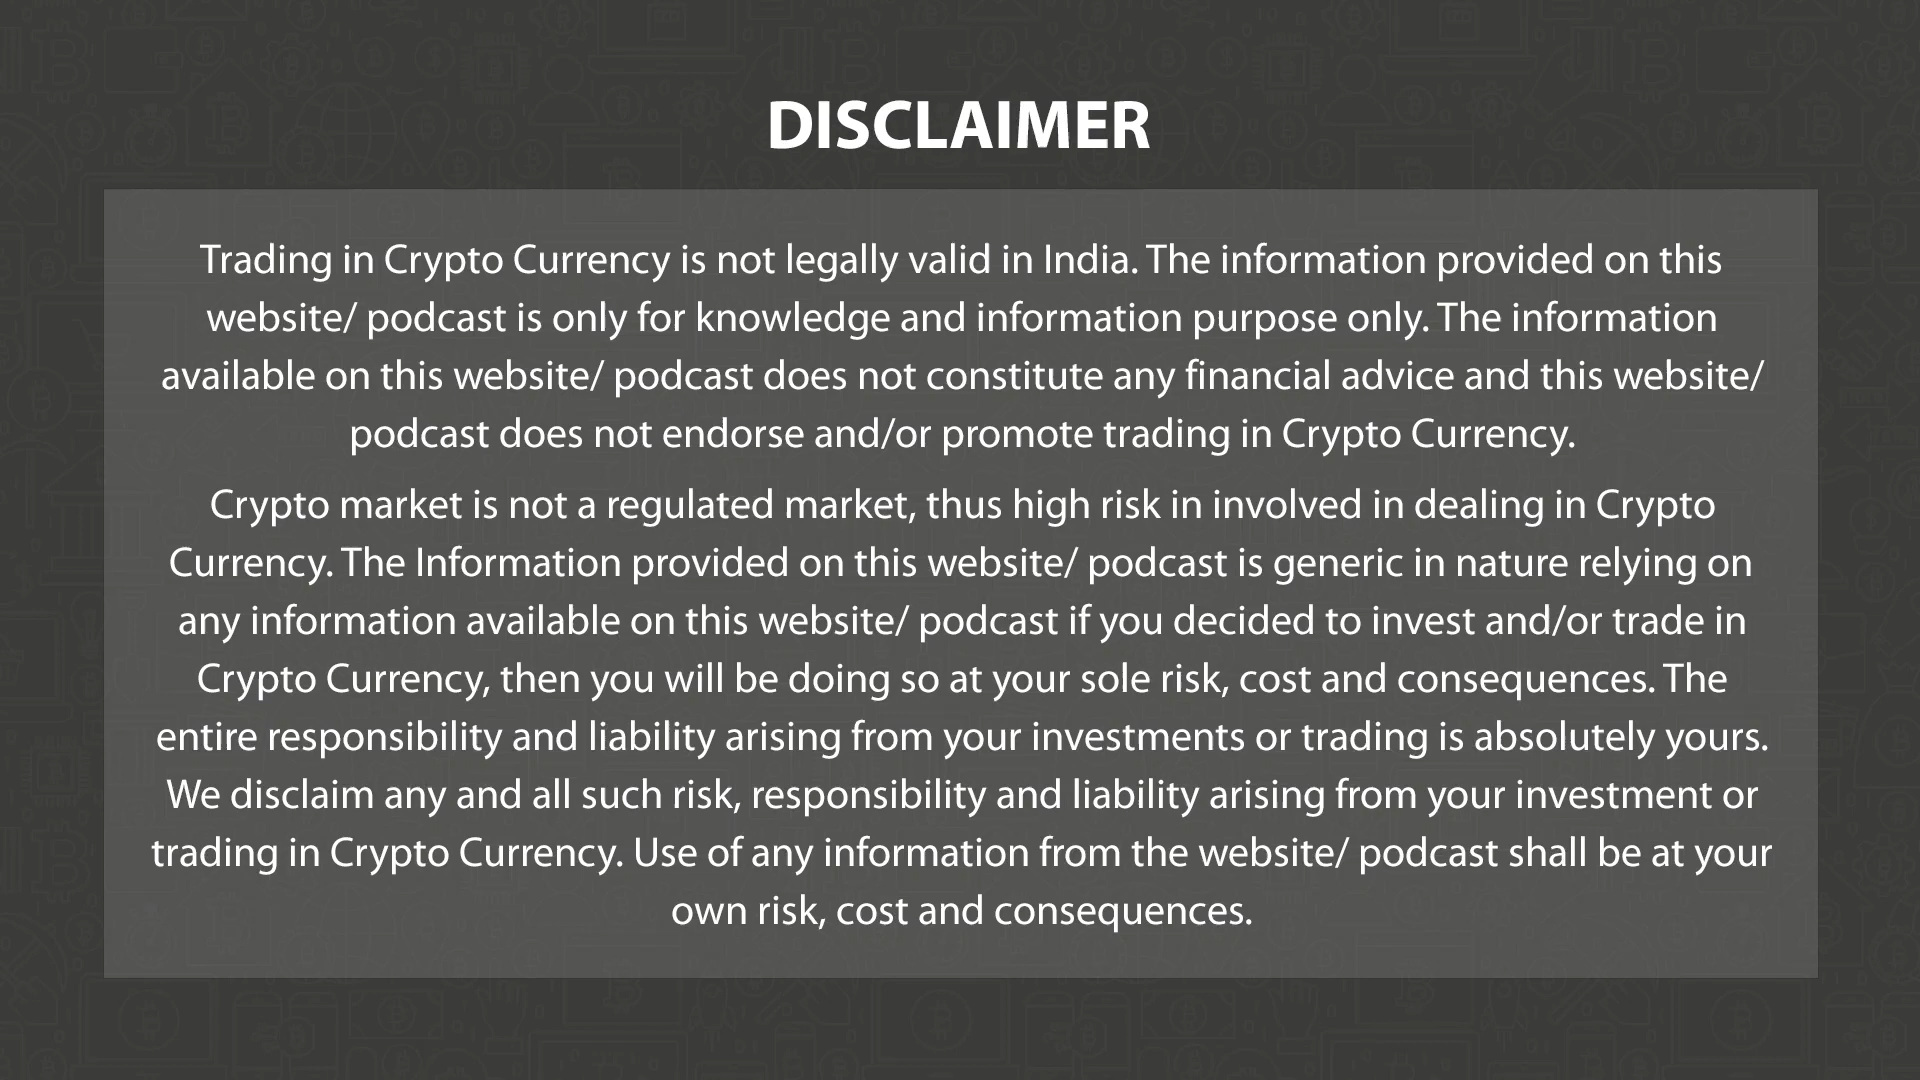 DISCLAIMER
Trading in Crypto Currency is not legally valid in India. The information provided on this
website/ podcast is only for knowledge and information purpose only. The information
available on this website/ podcast does not constitute any financial advice and this website/
podcast does not endorse and/or promote trading in Crypto Currency.
Crypto market is not a regulated market, thus high risk in involved in dealing in Crypto
Currency. The Information provided on this website/ podcast is generic in nature relying on
any information available on this website/ podcast if you decided to invest and/or trade in
Crypto Currency, then you will be doing so at your sole risk, cost and consequences. The
entire responsibility and liability arising from your investments or trading is absolutely yours.
We disclaim any and all such risk, responsibility and liability arising from your investment or
trading in Crypto Currency. Use of any information from the website/ podcast shall be at your
own risk, cost and consequences.